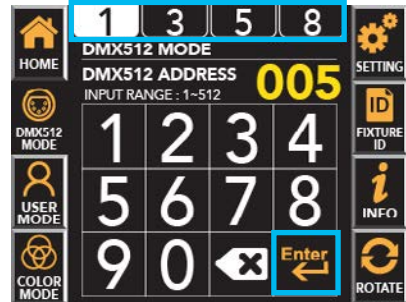 1 3 5 8
HOME
DMX512 MODE
SETTING
DMX512 ADDRESS
INPUT RANGE : 1~512
005
DMX512
MODE
1 2 3 4
ID
FIXTURE
ID
USER
MODE
5 6 7 8
i
INFO
COLOR
MODE
9 0 X Enter
ROTATE